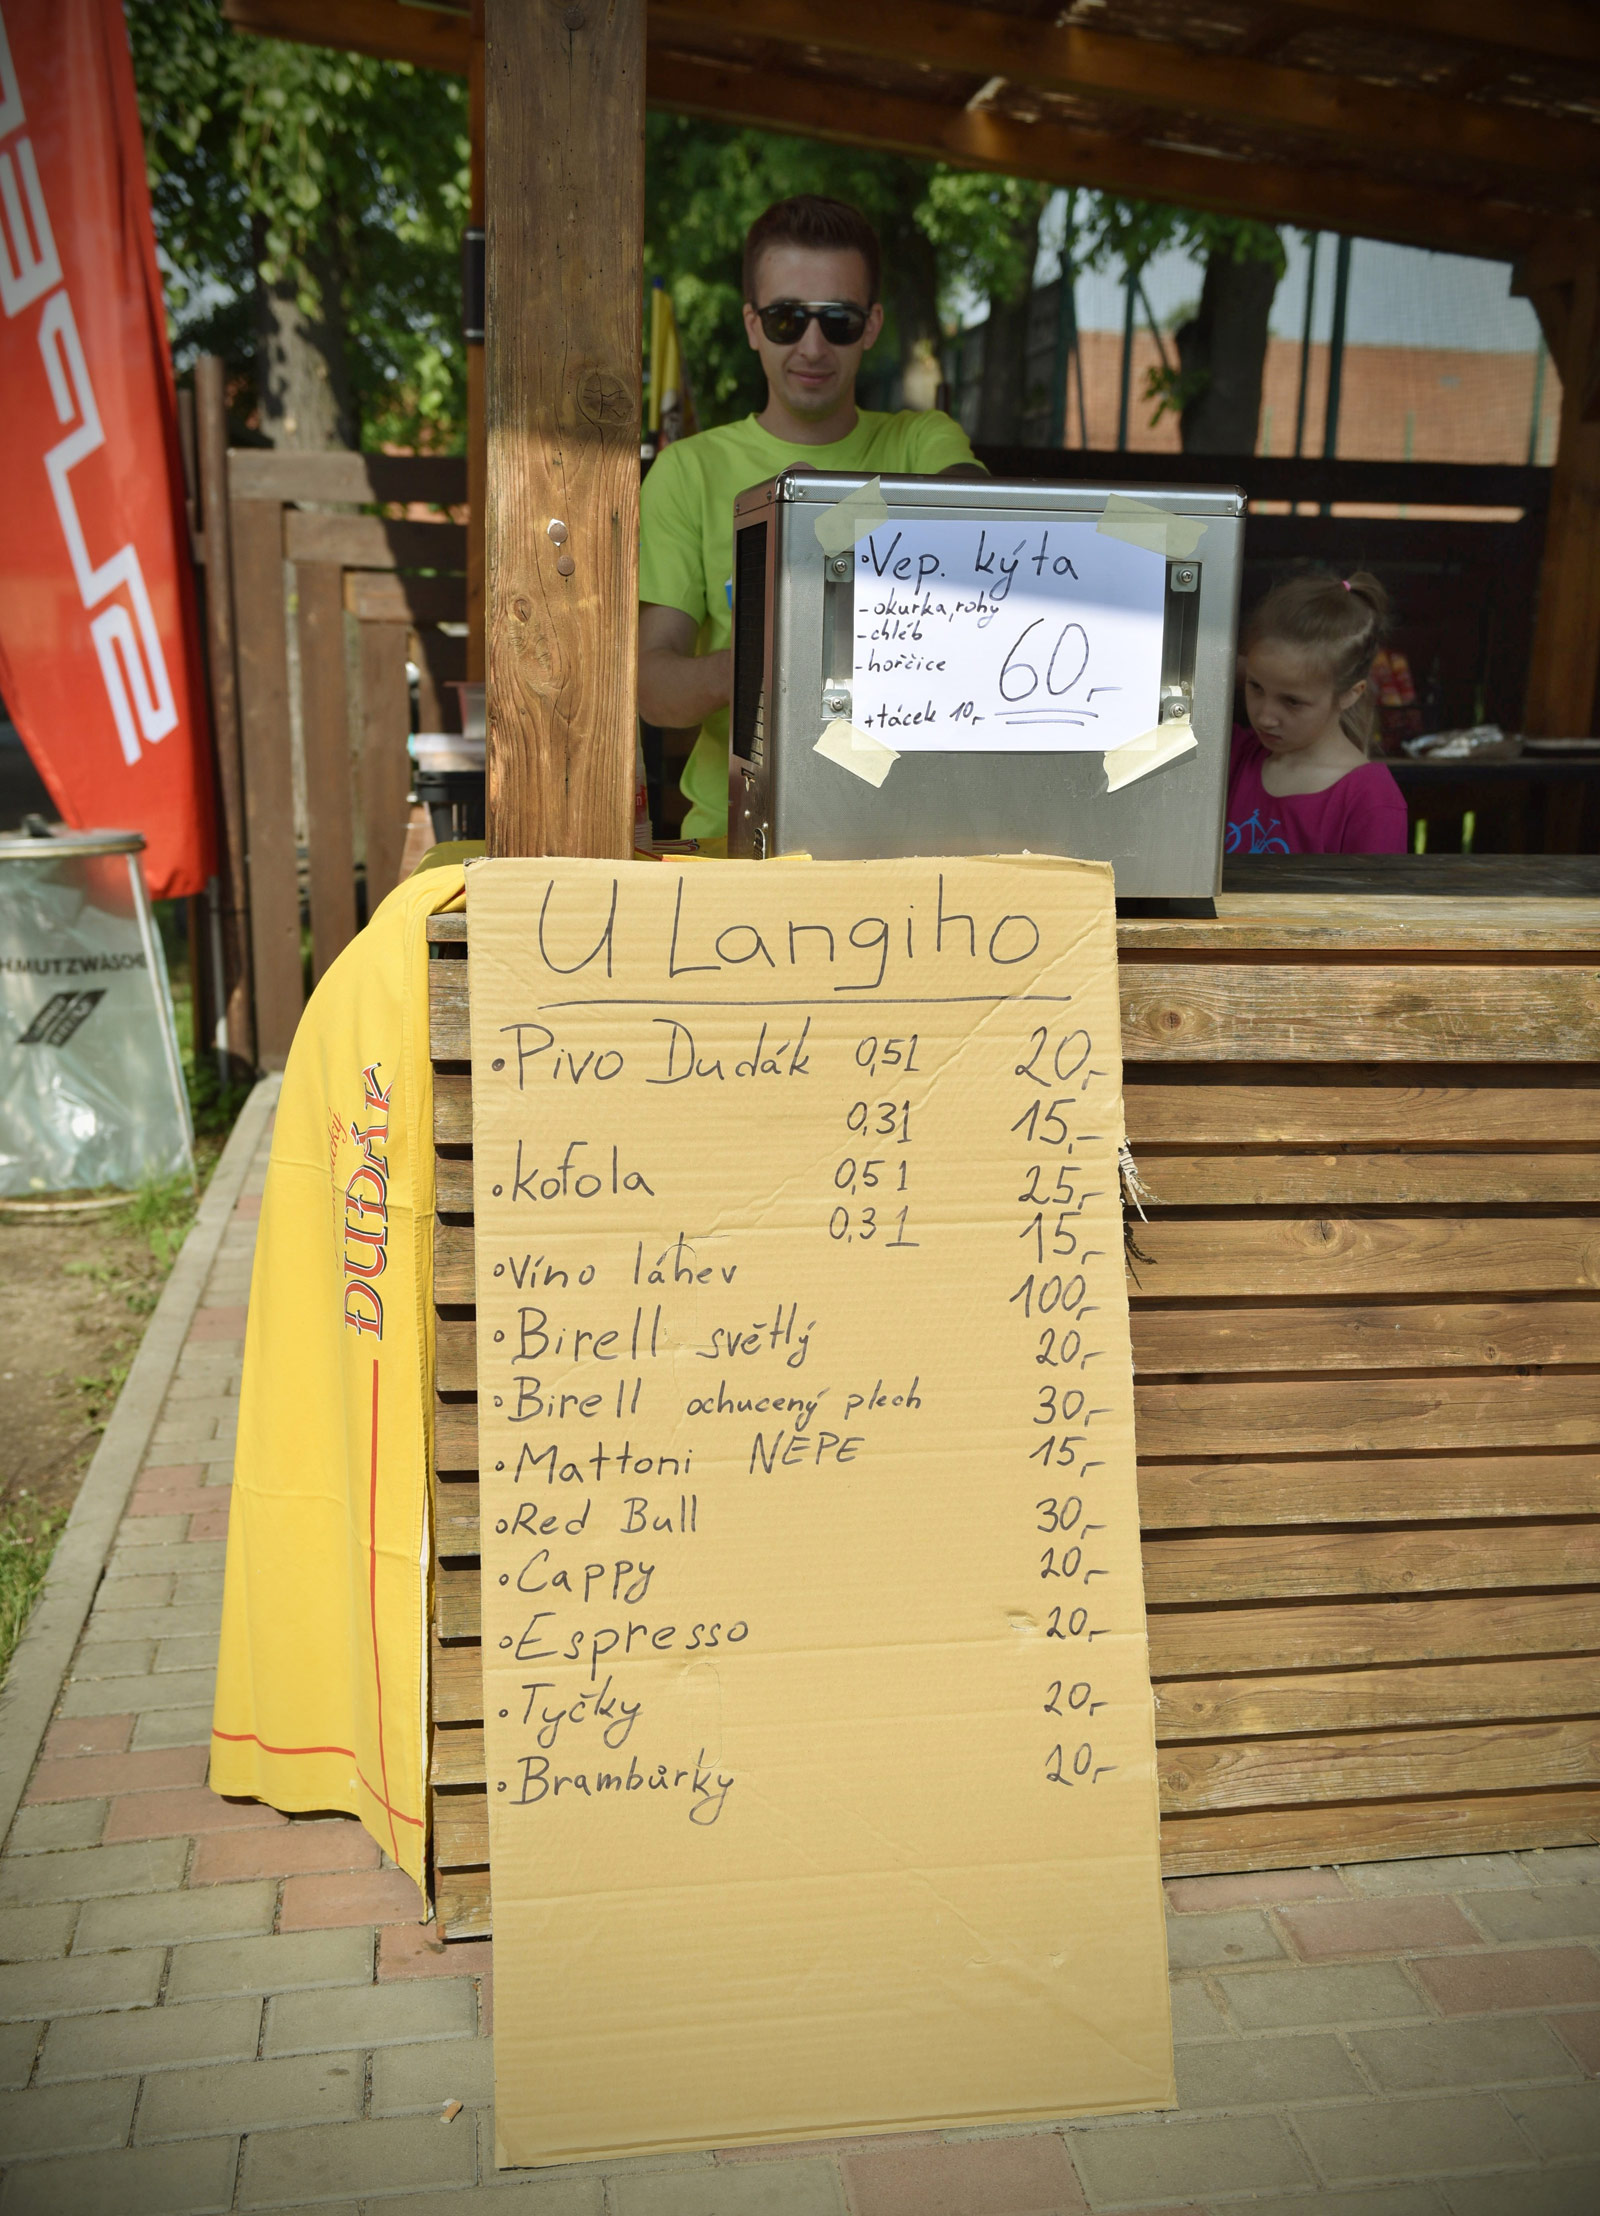 •Vep. kýta
-okurka, rohy
-chléb
-hořčice
60,-
+tácek 10,-
U Langiho
•Pivo Dudák 0,5l 20,-
0,3l 15,-
•kofola 0,5l 25,-
0,3l 15,-
•Víno láhev 100,-
•Birell světlý 20,-
•Birell ochucený plech 30,-
•Mattoni NEPE 15,-
•Red Bull 30,-
•Cappy 20,-
•Espresso 20,-
•Tyčky 20,-
•Brambůrky 20,-
DUDÁK